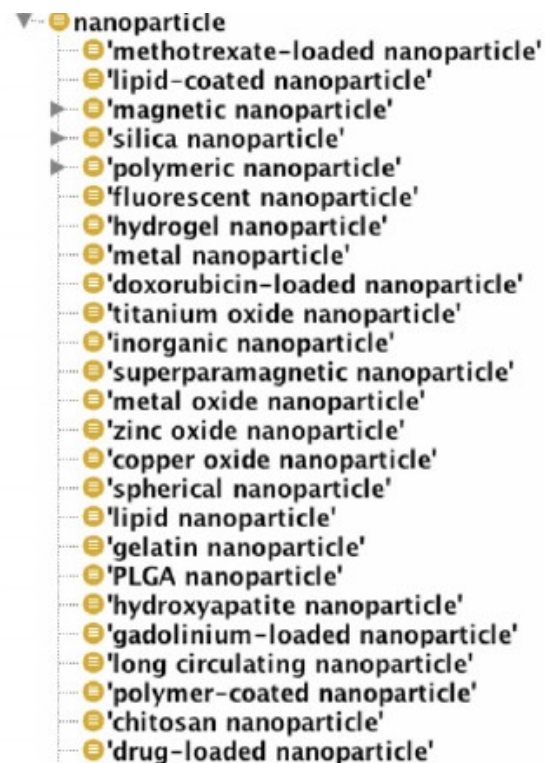 nanoparticle
'methotrexate-loaded nanoparticle'
'lipid-coated nanoparticle'
'magnetic nanoparticle'
'silica nanoparticle'
'polymeric nanoparticle'
'fluorescent nanoparticle'
'hydrogel nanoparticle'
'metal nanoparticle'
'doxorubicin-loaded nanoparticle'
'titanium oxide nanoparticle'
'inorganic nanoparticle'
'superparamagnetic nanoparticle'
'metal oxide nanoparticle'
'zinc oxide nanoparticle'
'copper oxide nanoparticle'
'spherical nanoparticle'
'lipid nanoparticle'
'gelatin nanoparticle'
'PLGA nanoparticle'
'hydroxyapatite nanoparticle'
'gadolinium-loaded nanoparticle'
'long circulating nanoparticle'
'polymer-coated nanoparticle'
'chitosan nanoparticle'
'drug-loaded nanoparticle'